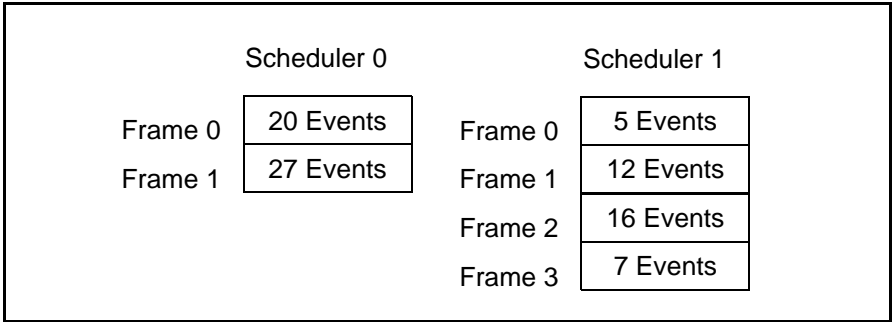 Scheduler 0
Frame 0 20 Events
Frame 1 27 Events
Scheduler 1
Frame 0 5 Events
Frame 1 12 Events
Frame 2 16 Events
Frame 3 7 Events